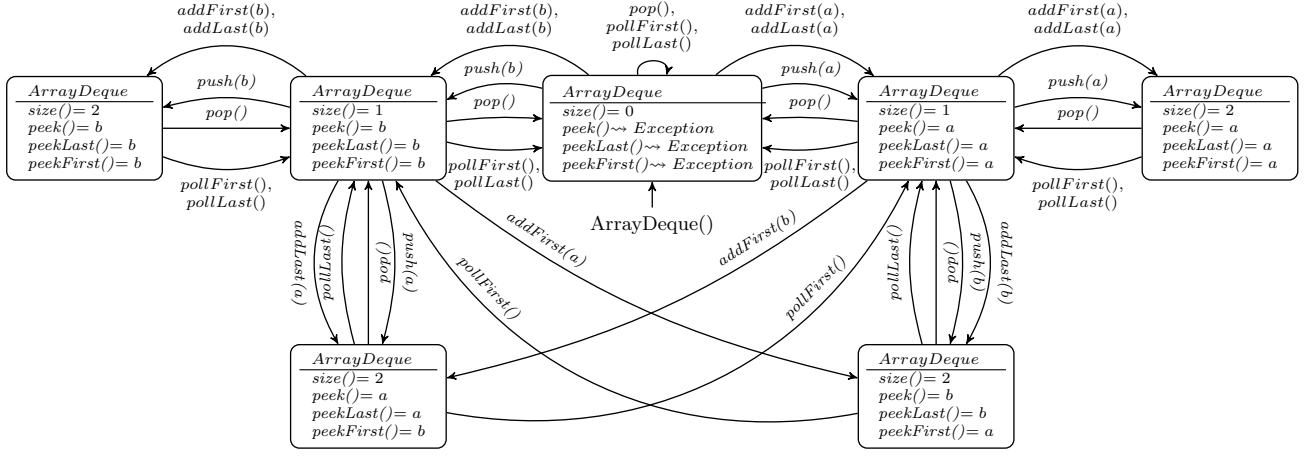 addFirst(b),
addLast(b)
addFirst(b),
addLast(b)
pop(),
pollFirst(),
pollLast()
addFirst(a),
addLast(a)
addFirst(a),
addLast(a)
push(b)
pop()
push(b)
pop()
push(a)
pop()
push(a)
pop()
ArrayDeque
size()= 2
peek()= b
peekLast()= b
peekFirst()= b
ArrayDeque
size()= 1
peek()= b
peekLast()= b
peekFirst()= b
ArrayDeque
size()= 0
peek()⇝ Exception
peekLast()⇝ Exception
peekFirst()⇝ Exception
ArrayDeque
size()= 1
peek()= a
peekLast()= a
peekFirst()= a
ArrayDeque
size()= 2
peek()= a
peekLast()= a
peekFirst()= a
pollFirst(),
pollLast()
pollFirst(),
pollLast()
pollFirst(),
pollLast()
pollFirst(),
pollLast()
ArrayDeque()
addLast(a)
pollLast()
pop()
push(a)
addFirst(a)
pollFirst()
addFirst(b)
pollFirst()
pollLast()
pop()
push(b)
addLast(b)
ArrayDeque
size()= 2
peek()= a
peekLast()= a
peekFirst()= b
ArrayDeque
size()= 2
peek()= b
peekLast()= b
peekFirst()= a